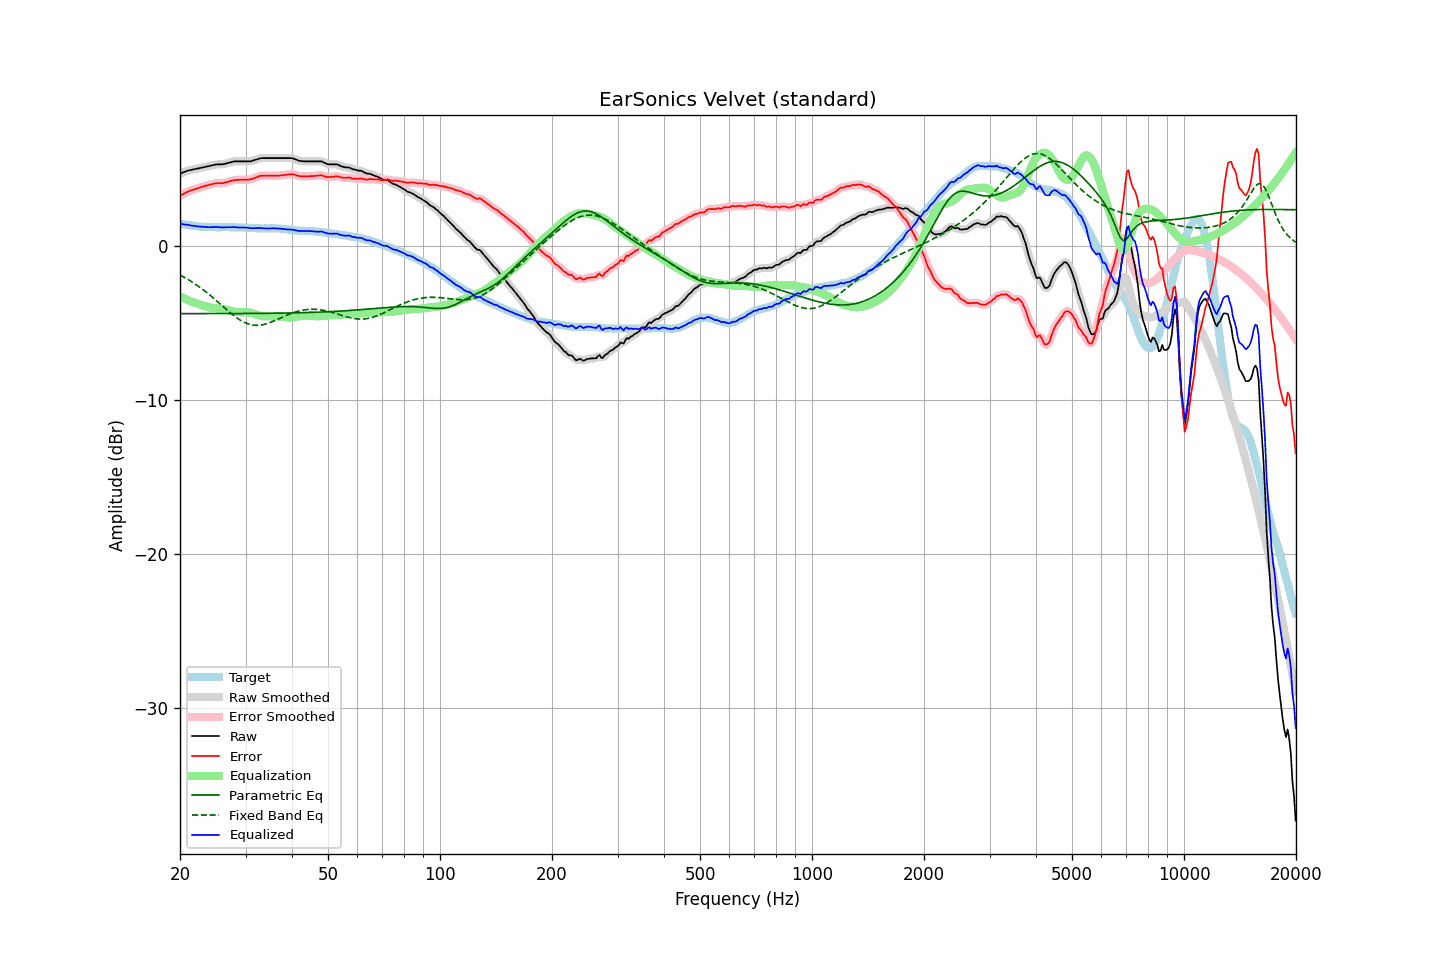 EarSonics Velvet (standard)
Amplitude (dBr)
0
−10
−20
−30
Target
Raw Smoothed
Error Smoothed
Raw
Error
Equalization
Parametric Eq
Fixed Band Eq
Equalized
20 50 100 200 500 1000 2000 5000 10000 20000
Frequency (Hz)